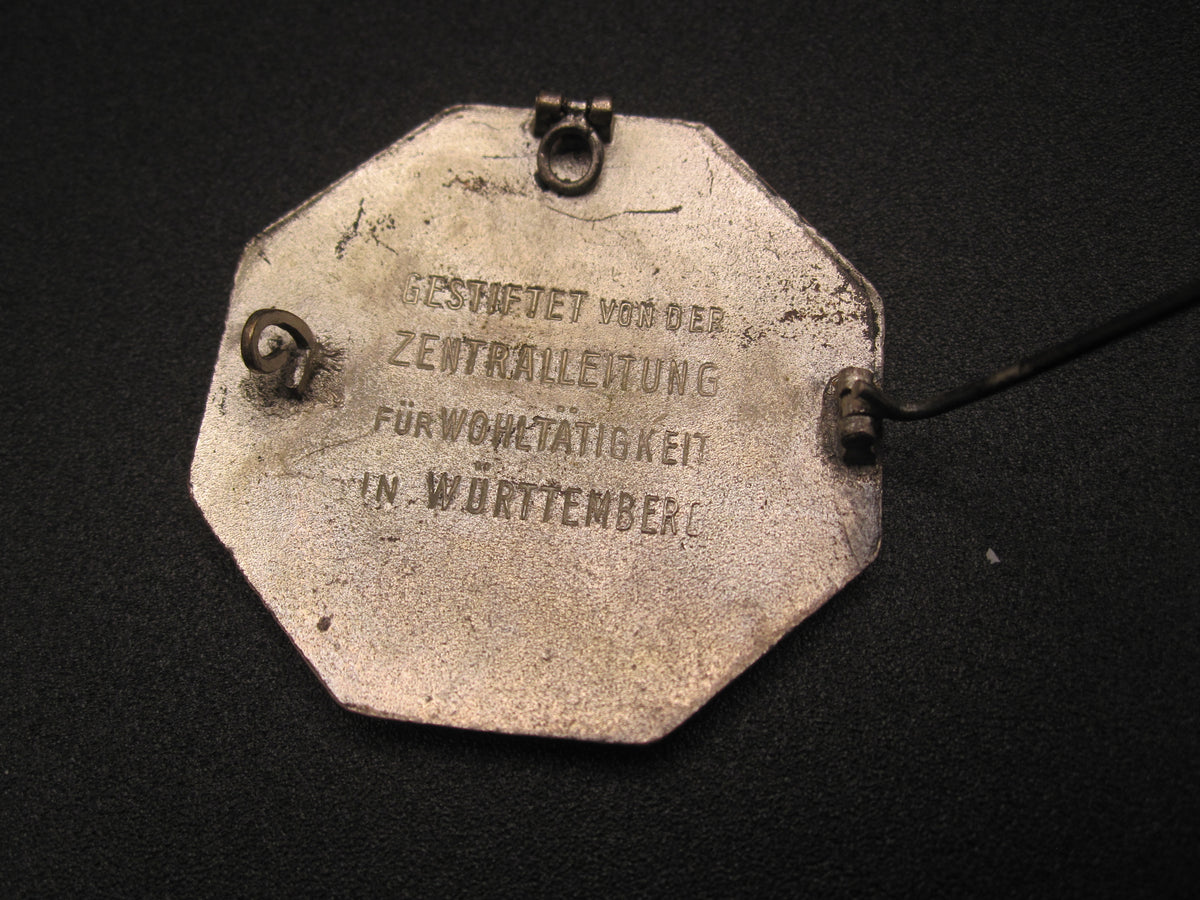 GESTIFTET VON DER
ZENTRALLEITUNG
FÜR WOHLTÄTIGKEIT
IN WÜRTTEMBERG